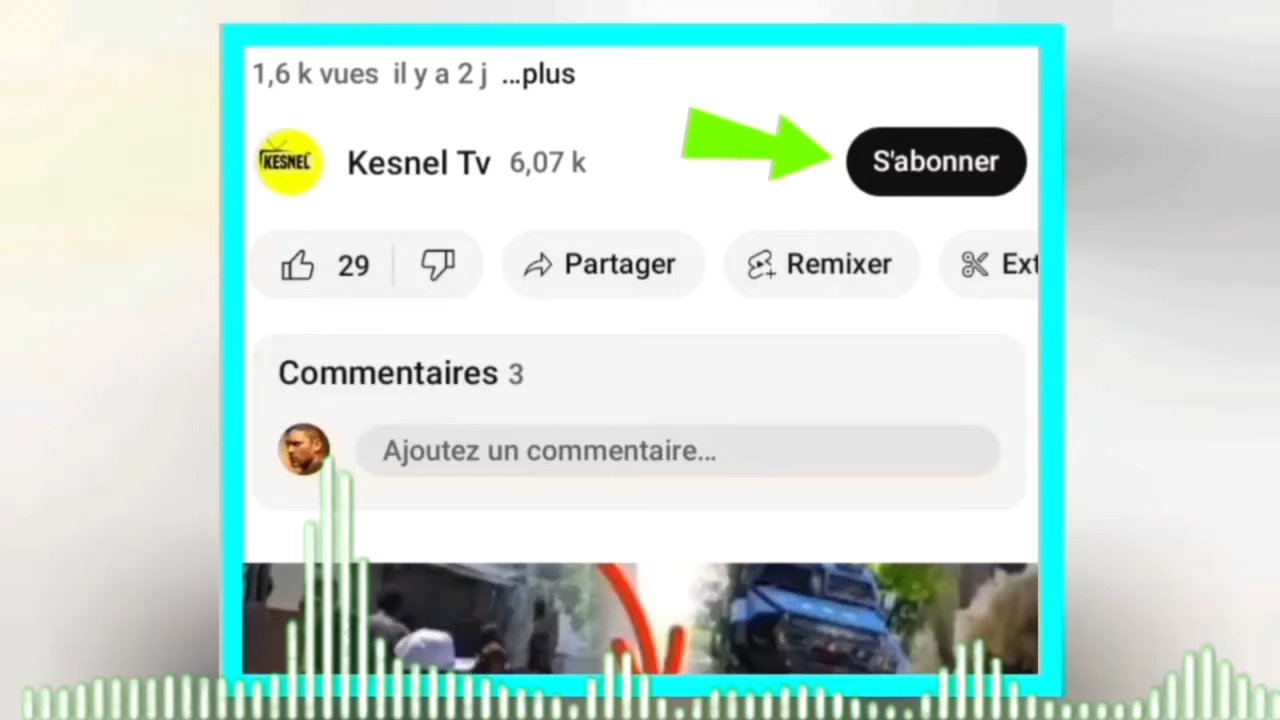 1,6 k vues il y a 2 j ...plus
KESNEL
Kesnel Tv 6,07 k
S'abonner
29
Partager
Remixer
Ext
Commentaires 3
Ajoutez un commentaire...